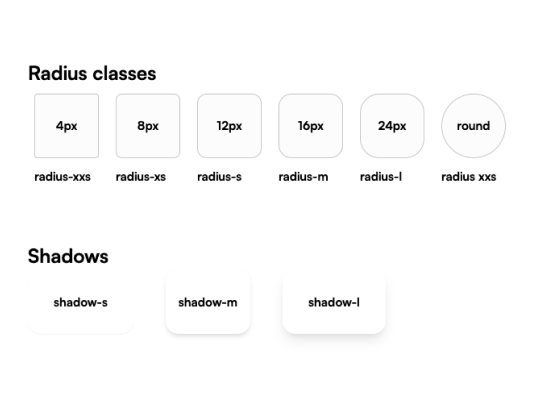 Radius classes
4px 8px 12px 16px 24px round
radius-xxs radius-xs radius-s radius-m radius-l radius xxs
Shadows
shadow-s shadow-m shadow-l